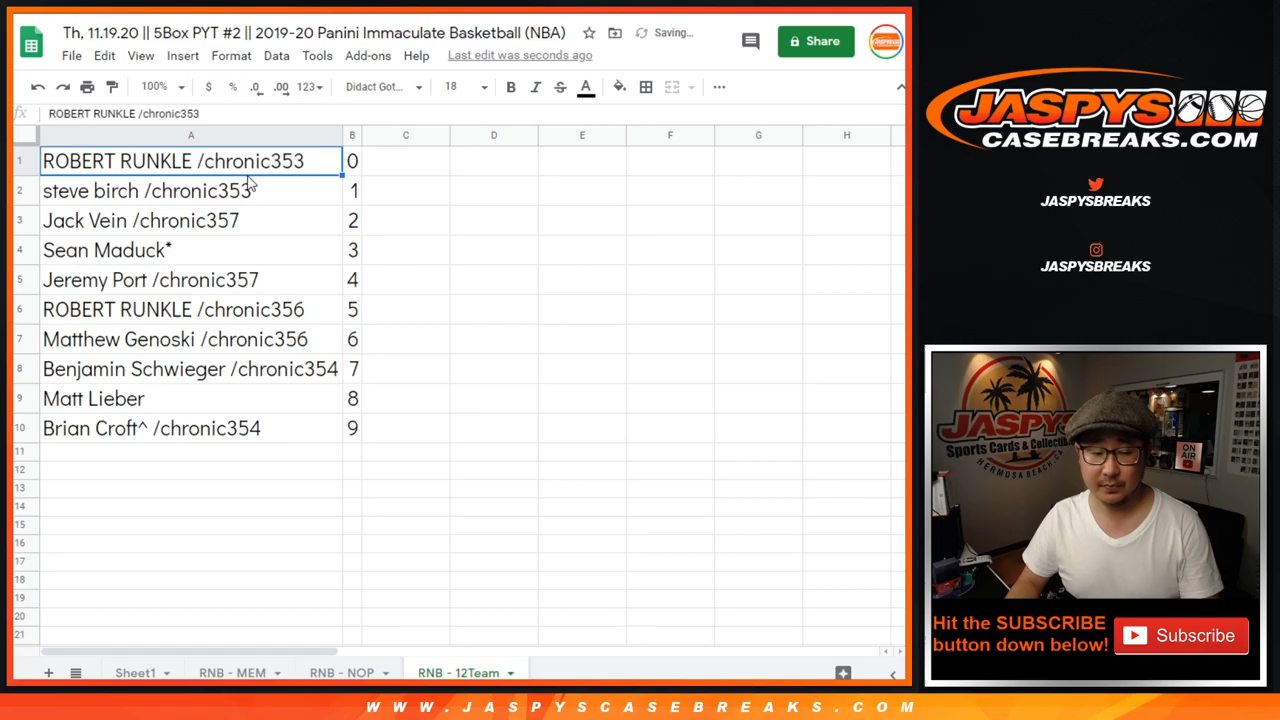 Th, 11.19.20 || 5Box PYT #2 || 2019-20 Panini Immaculate Basketball (NBA) Saving...
File Edit View Insert Format Data Tools Add-ons Help Last edit was seconds ago
Share
100% $ % .0 .00 123 Didact Got... 18 B I S A
fx ROBERT RUNKLE /chronic353
A B C D E F G H
1 ROBERT RUNKLE /chronic353 0
2 steve birch /chronic353 1
3 Jack Vein /chronic357 2
4 Sean Maduck* 3
5 Jeremy Port /chronic357 4
6 ROBERT RUNKLE /chronic356 5
7 Matthew Genoski /chronic356 6
8 Benjamin Schwieger /chronic354 7
9 Matt Lieber 8
10 Brian Croft^ /chronic354 9
11
12
13
14
15
16
17
18
19
20
21
Sheet1 RNB - MEM RNB - NOP RNB - 12Team
JASPYS
CASEBREAKS.COM
JASPYSBREAKS
JASPYSBREAKS
JASPYS
Sports Cards & Collectibl
HERMOSA BEACH, CA
ON AIR
Hit the SUBSCRIBE
button down below!
Subscribe
WWW.JASPYSCASEBREAKS.COM